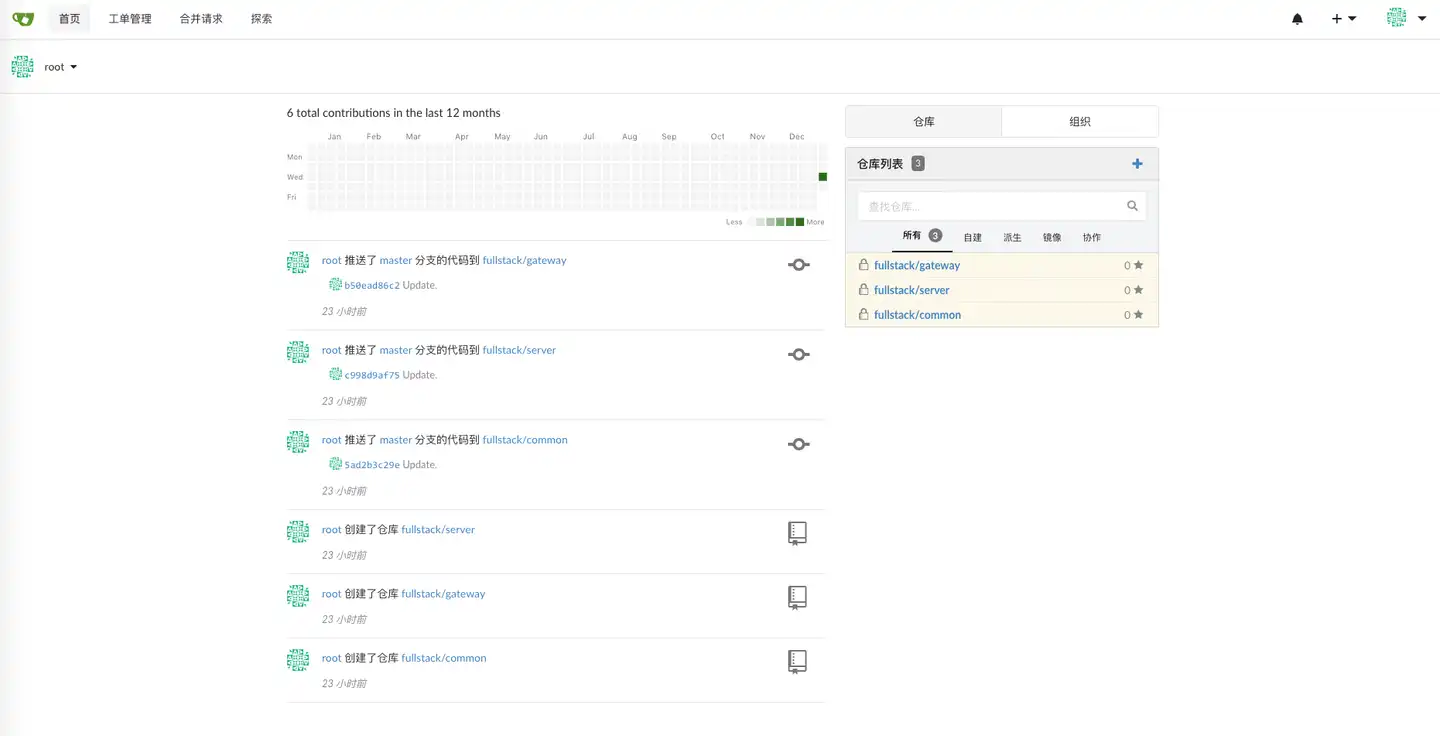 首页 工单管理 合并请求 探索
root
6 total contributions in the last 12 months
Jan Feb Mar Apr May Jun Jul Aug Sep Oct Nov Dec
Mon
Wed
Fri
Less More
root 推送了 master 分支的代码到 fullstack/gateway
b50ead86c2 Update.
23 小时前
root 推送了 master 分支的代码到 fullstack/server
c998d9af75 Update.
23 小时前
root 推送了 master 分支的代码到 fullstack/common
5ad2b3c29e Update.
23 小时前
root 创建了仓库 fullstack/server
23 小时前
root 创建了仓库 fullstack/gateway
23 小时前
root 创建了仓库 fullstack/common
23 小时前
仓库 组织
仓库列表 3
查找仓库...
所有 3 自建 派生 镜像 协作
fullstack/gateway 0
fullstack/server 0
fullstack/common 0